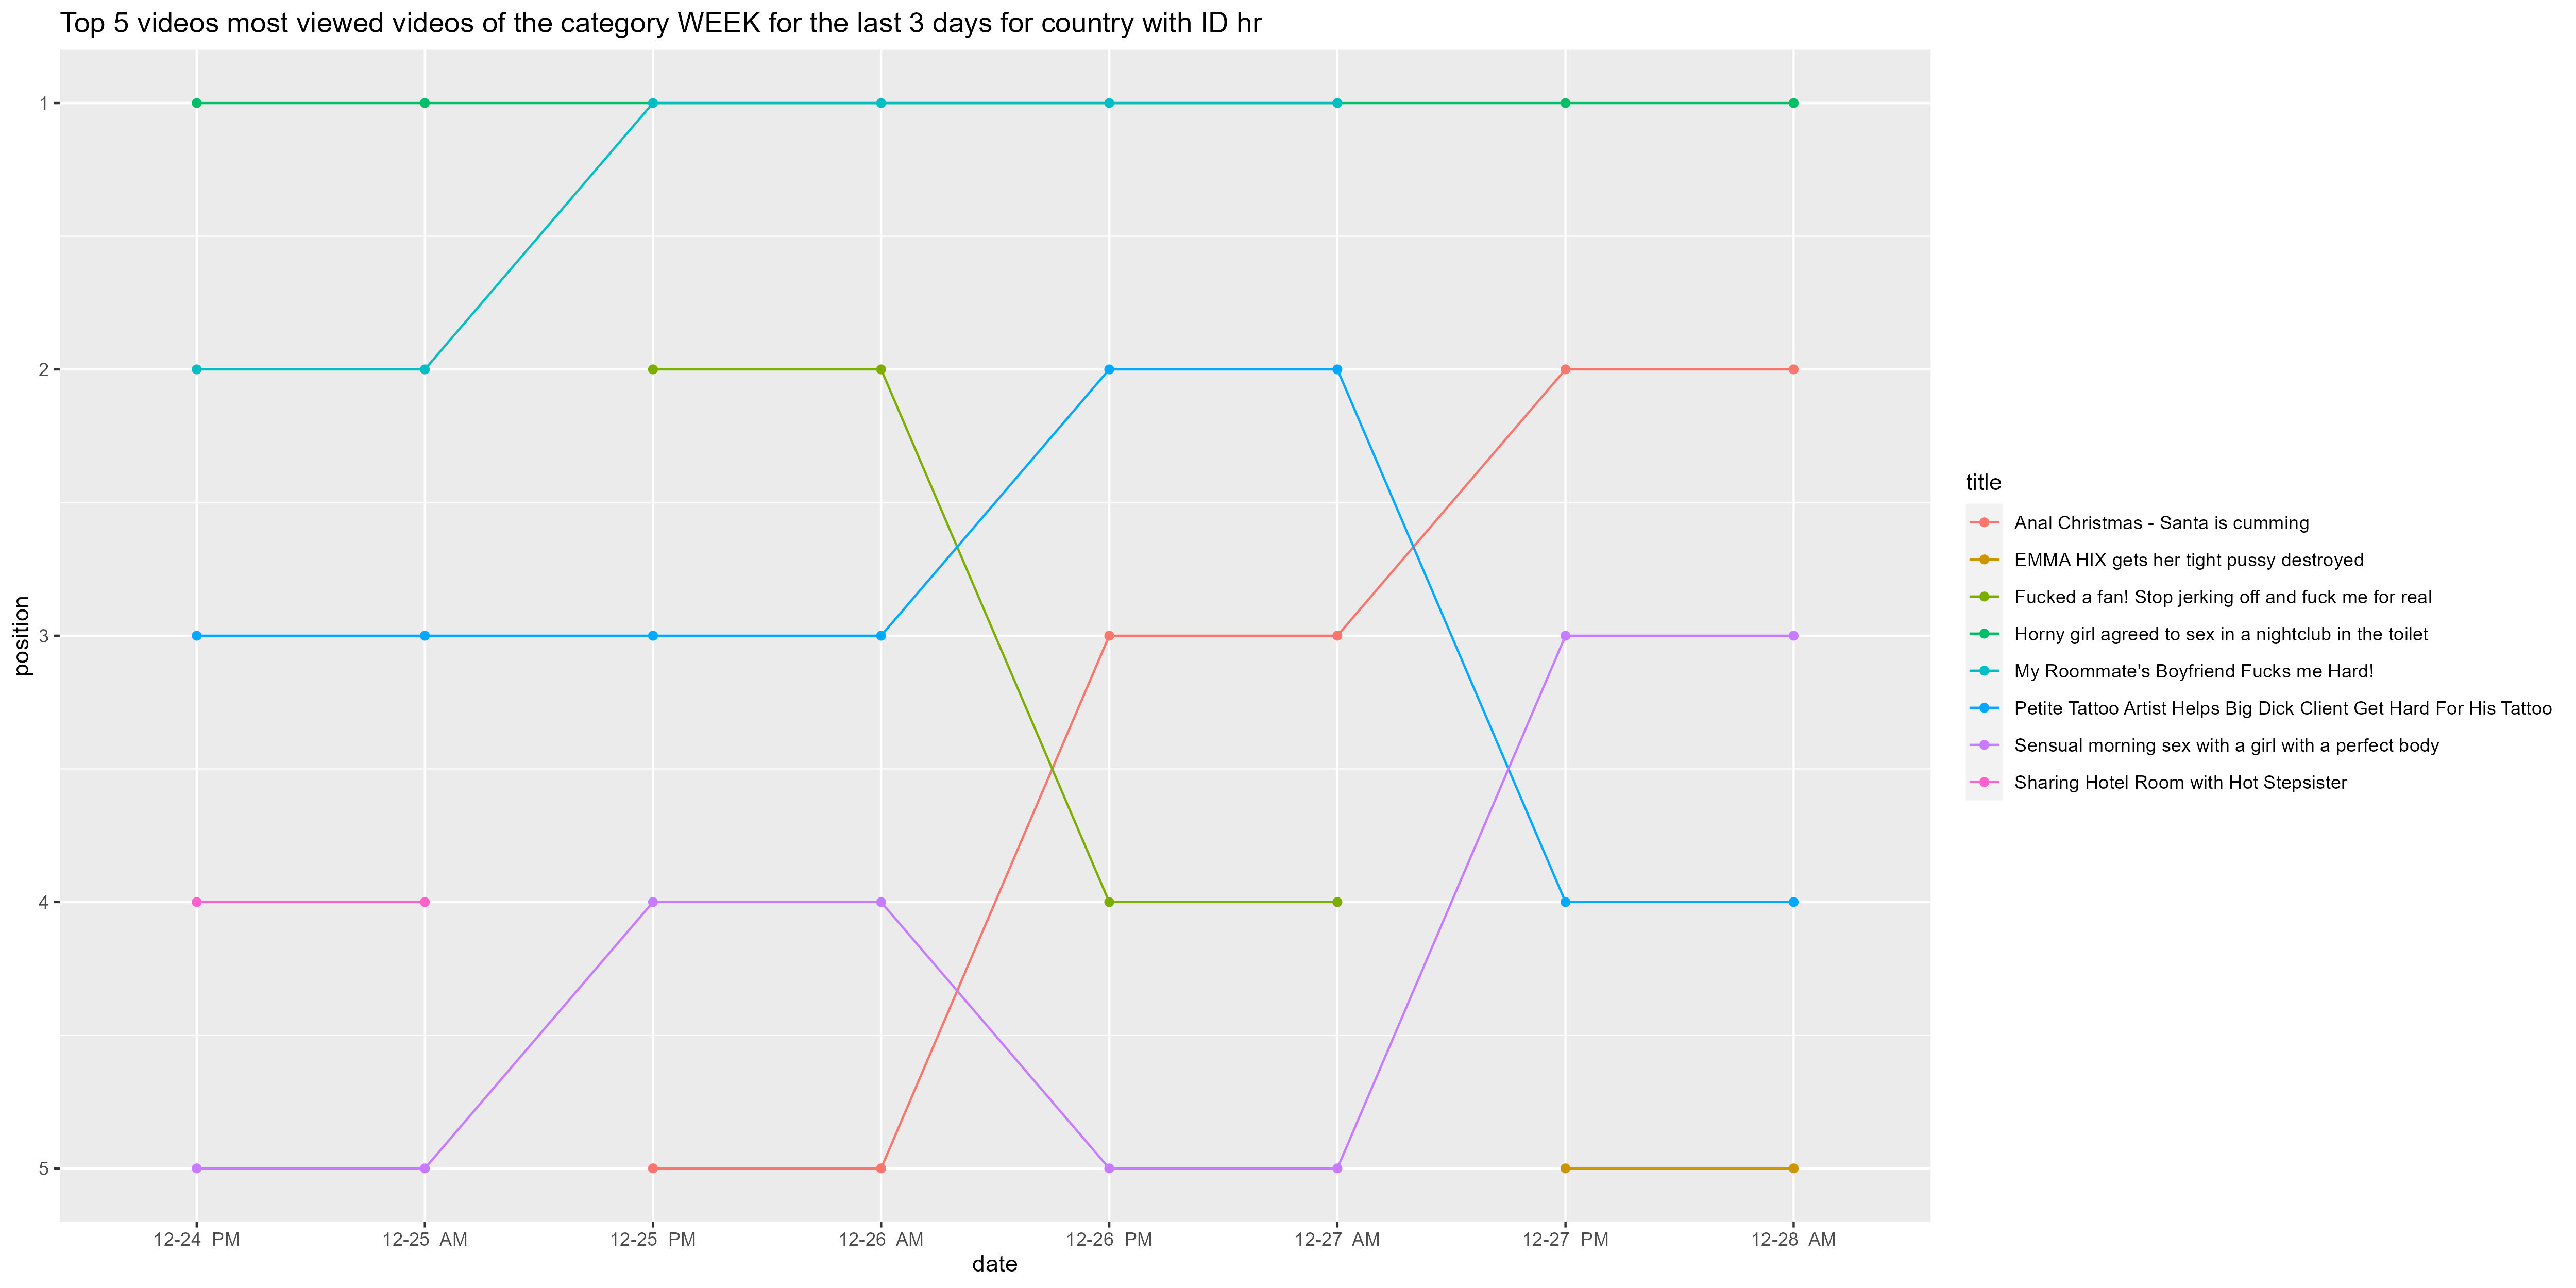 Top 5 videos most viewed videos of the category WEEK for the last 3 days for country with ID hr
1
2
3
4
5
position
12-24 PM
12-25 AM
12-25 PM
12-26 AM
12-26 PM
12-27 AM
12-27 PM
12-28 AM
date
title
Anal Christmas - Santa is cumming
EMMA HIX gets her tight pussy destroyed
Fucked a fan! Stop jerking off and fuck me for real
Horny girl agreed to sex in a nightclub in the toilet
My Roommate's Boyfriend Fucks me Hard!
Petite Tattoo Artist Helps Big Dick Client Get Hard For His Tattoo
Sensual morning sex with a girl with a perfect body
Sharing Hotel Room with Hot Stepsister